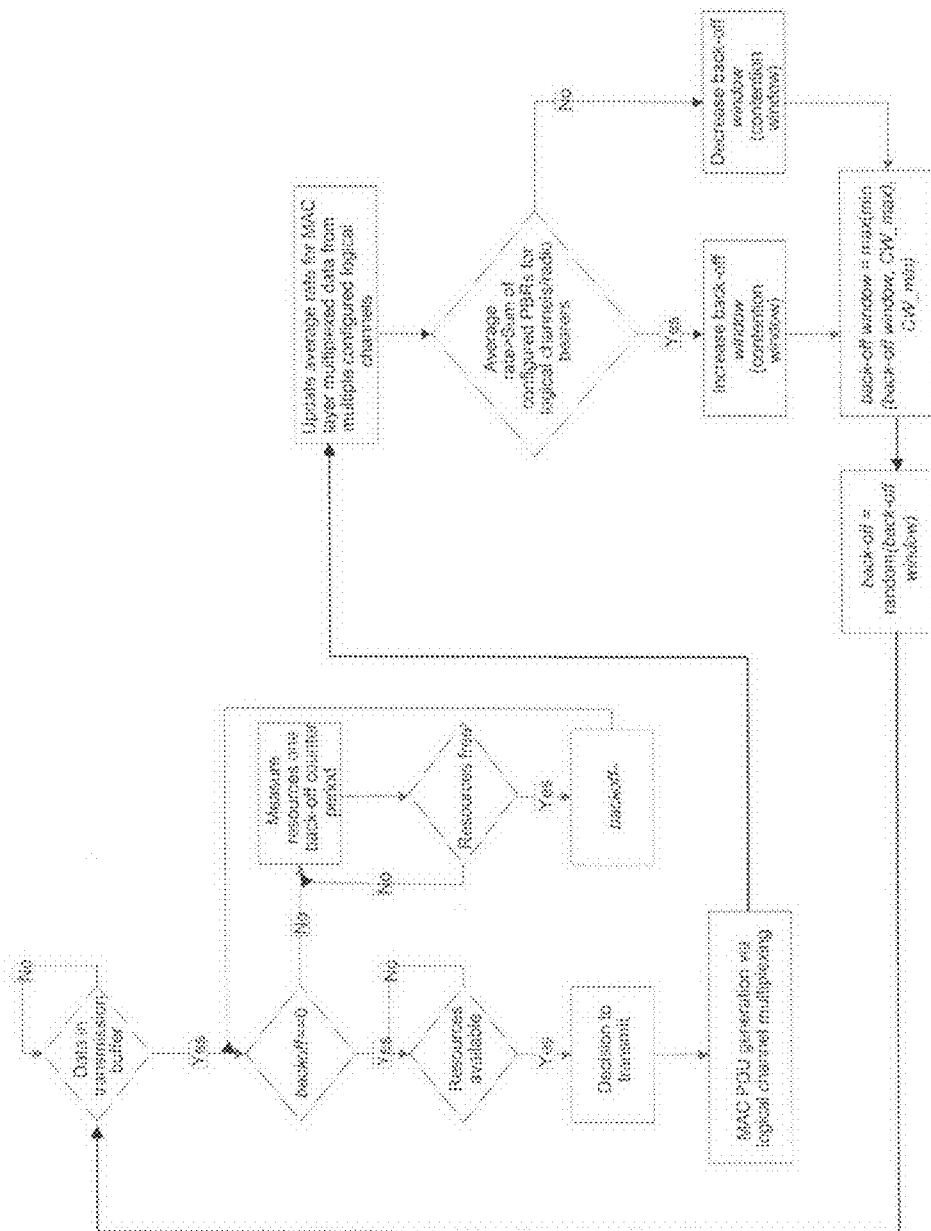 Data in
transmission
buffer
No
Yes
backoff==0
No
Yes
Measure
resources one
back-off counter
period
Resources free
No
Yes
backoff--
Resources
available
No
Yes
Decision to
transmit
MAC PDU generation via
logical channel multiplexing
Update average rate for MAC
layer multiplexed data from
multiple configured logical
channels
Average
rate>Sum of
configured PBRs for
logical channels/radio
bearers
No
Yes
Increase back-off
window
(contention
window)
Decrease back-off
window
(contention
window)
back-off window = max(min
(back-off window, CW_max),
CW_min)
back-off =
random(back-off
window)